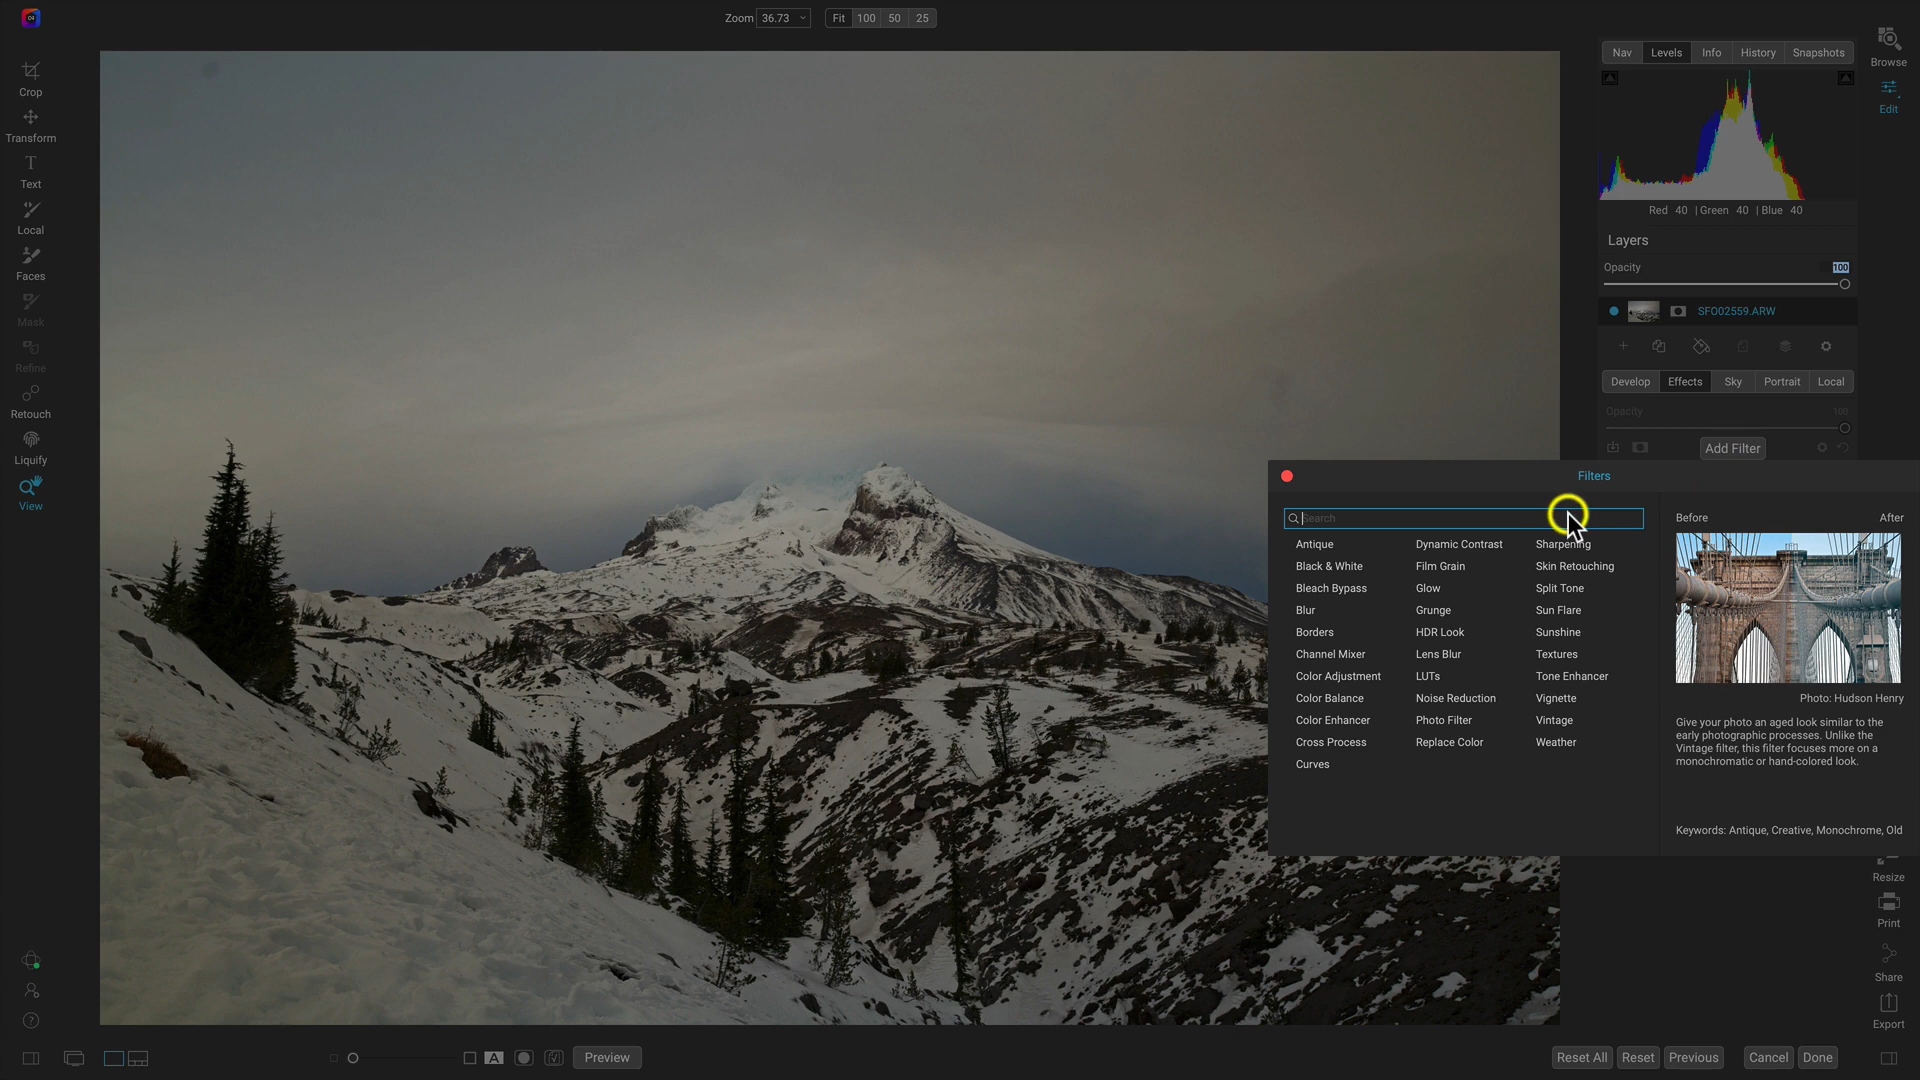 Zoom 36.73 Fit 100 50 25
Crop
Transform
Text
Local
Faces
Mask
Refine
Retouch
Liquify
View
Nav Levels Info History Snapshots
Browse
Edit
Red 40 | Green 40 | Blue 40
Layers
Opacity 100
SFO02559.ARW
Develop Effects Sky Portrait Local
Opacity 100
Add Filter
Filters
Search
Antique
Black & White
Bleach Bypass
Blur
Borders
Channel Mixer
Color Adjustment
Color Balance
Color Enhancer
Cross Process
Curves
Dynamic Contrast
Film Grain
Glow
Grunge
HDR Look
Lens Blur
LUTs
Noise Reduction
Photo Filter
Replace Color
Sharpening
Skin Retouching
Split Tone
Sun Flare
Sunshine
Textures
Tone Enhancer
Vignette
Vintage
Weather
Before After
Photo: Hudson Henry
Give your photo an aged look similar to the
early photographic processes. Unlike the
Vintage filter, this filter focuses more on a
monochromatic or hand-colored look.
Keywords: Antique, Creative, Monochrome, Old
Resize
Print
Share
Export
A Preview
Reset All Reset Previous Cancel Done